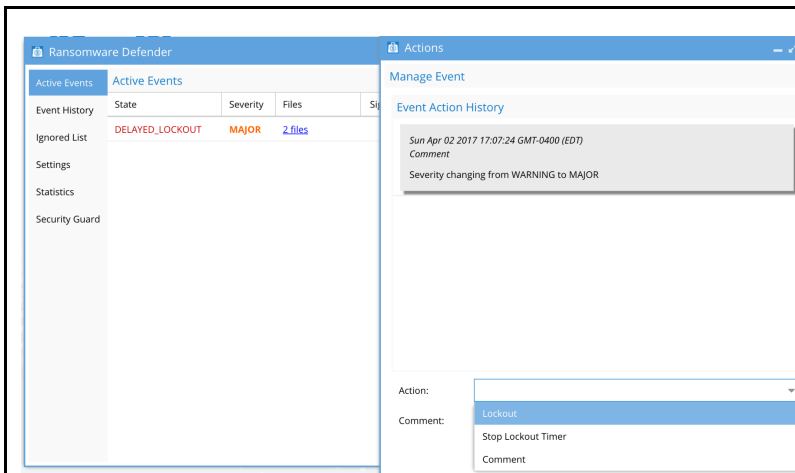 Ransomware Defender
Active Events
Event History
Ignored List
Settings
Statistics
Security Guard
Active Events
State Severity Files
DELAYED_LOCKOUT MAJOR 2 files
Actions
Manage Event
Event Action History
Sun Apr 02 2017 17:07:24 GMT-0400 (EDT)
Comment
Severity changing from WARNING to MAJOR
Action:
Comment:
Lockout
Stop Lockout Timer
Comment